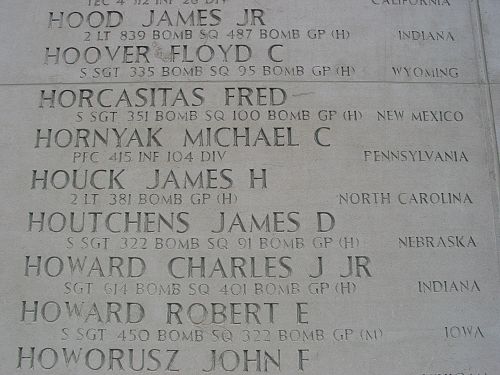 CALIFORNIA
HOOD JAMES JR
2 LT 839 BOMB SQ 487 BOMB GP (H) INDIANA
HOOVER FLOYD C
S SGT 335 BOMB SQ 95 BOMB GP (H) WYOMING
HORCASITAS FRED
S SGT 351 BOMB SQ 100 BOMB GP (H) NEW MEXICO
HORNYAK MICHAEL C
PFC 415 INF 104 DIV PENNSYLVANIA
HOUCK JAMES H
2 LT 381 BOMB GP (H) NORTH CAROLINA
HOUTCHENS JAMES D
S SGT 322 BOMB SQ 91 BOMB GP (H) NEBRASKA
HOWARD CHARLES J JR
SGT 614 BOMB SQ 401 BOMB GP (H) INDIANA
HOWARD ROBERT E
S SGT 450 BOMB SQ 322 BOMB GP (M) IOWA
HOWORUSZ JOHN F